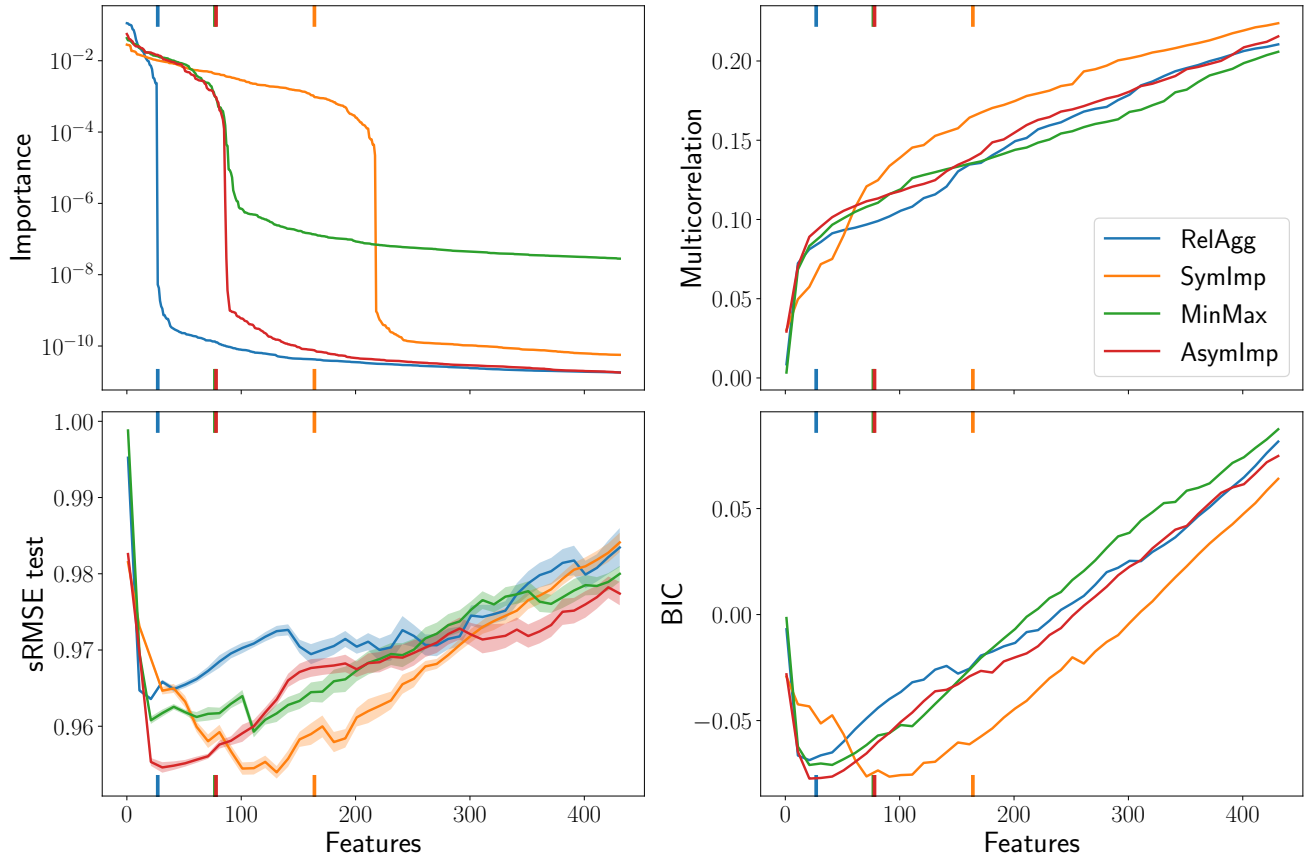 Importance
10−2
10−4
10−6
10−8
10−10
Multicorrelation
0.20
0.15
0.10
0.05
0.00
RelAgg
SymImp
MinMax
AsymImp
sRMSE test
1.00
0.99
0.98
0.97
0.96
0 100 200 300 400
Features
BIC
0.05
0.00
−0.05
0 100 200 300 400
Features